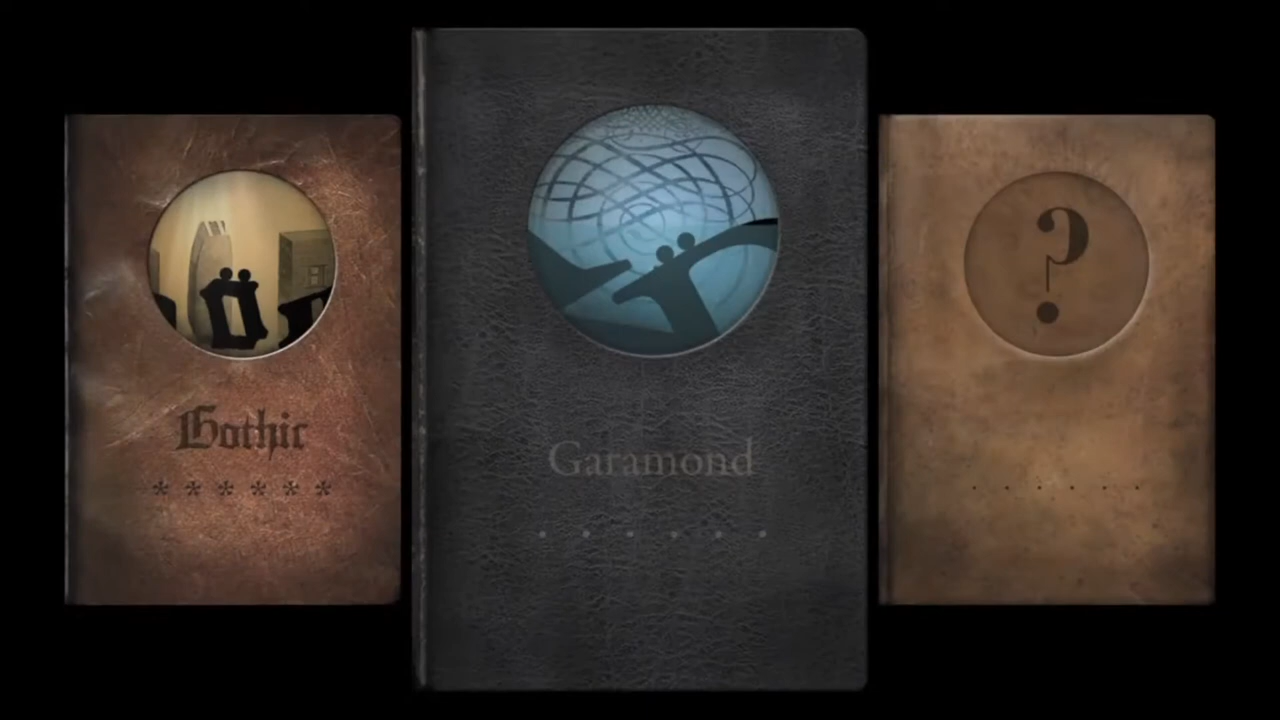 ?
Gothic
* * * * * *
Garamond
. . . . . .
. . . . . .